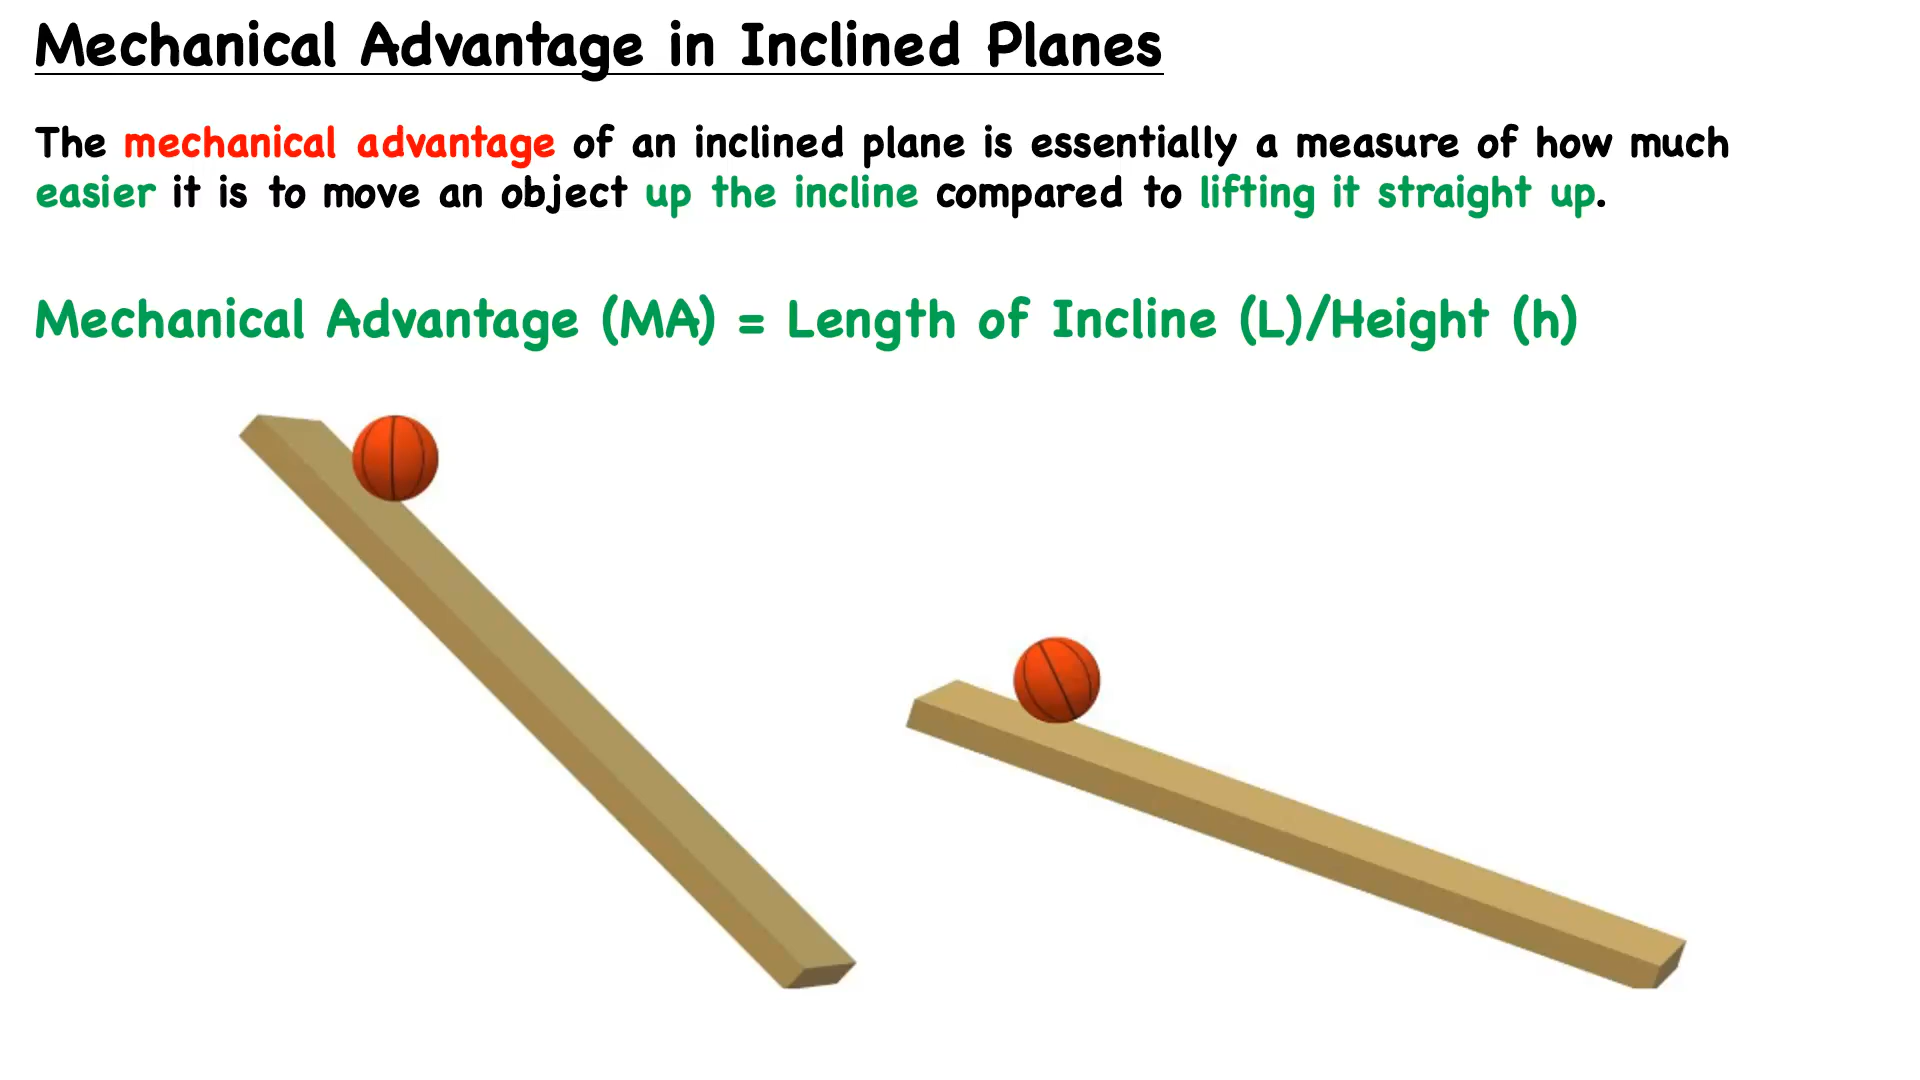 Mechanical Advantage in Inclined Planes
The mechanical advantage of an inclined plane is essentially a measure of how much
easier it is to move an object up the incline compared to lifting it straight up.
Mechanical Advantage (MA) = Length of Incline (L)/Height (h)